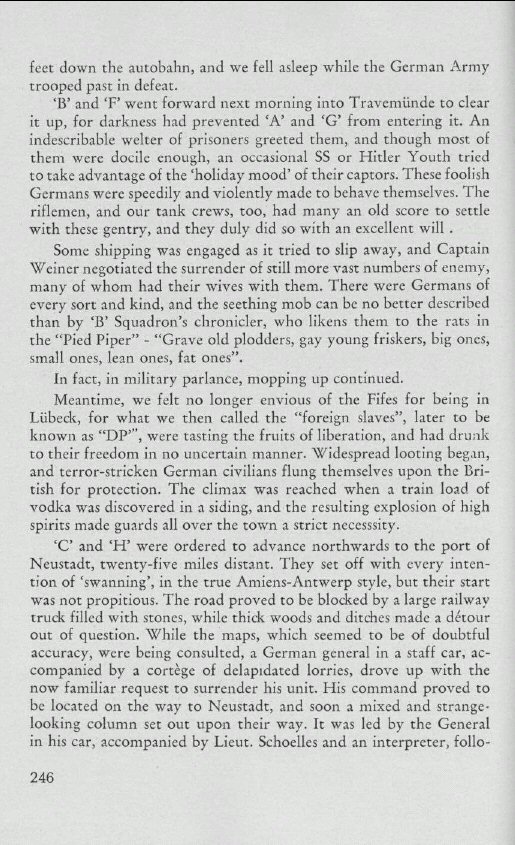 feet down the autobahn, and we fell asleep while the German Army
trooped past in defeat.
‘B’ and ‘F’ went forward next morning into Travemünde to clear
it up, for darkness had prevented ‘A’ and ‘G’ from entering it. An
indescribable welter of prisoners greeted them, and though most of
them were docile enough, an occasional SS or Hitler Youth tried
to take advantage of the ‘holiday mood’ of their captors. These foolish
Germans were speedily and violently made to behave themselves. The
riflemen, and our tank crews, too, had many an old score to settle
with these gentry, and they duly did so with an excellent will .
Some shipping was engaged as it tried to slip away, and Captain
Weiner negotiated the surrender of still more vast numbers of enemy,
many of whom had their wives with them. There were Germans of
every sort and kind, and the seething mob can be no better described
than by ‘B’ Squadron’s chronicler, who likens them to the rats in
the “Pied Piper” - “Grave old plodders, gay young friskers, big ones,
small ones, lean ones, fat ones”.
In fact, in military parlance, mopping up continued.
Meantime, we felt no longer envious of the Fifes for being in
Lübeck, for what we then called the “foreign slaves”, later to be
known as “DP’”, were tasting the fruits of liberation, and had drunk
to their freedom in no uncertain manner. Widespread looting began,
and terror-stricken German civilians flung themselves upon the Bri-
tish for protection. The climax was reached when a train load of
vodka was discovered in a siding, and the resulting explosion of high
spirits made guards all over the town a strict necesssity.
‘C’ and ‘H’ were ordered to advance northwards to the port of
Neustadt, twenty-five miles distant. They set off with every inten-
tion of ‘swanning’, in the true Amiens-Antwerp style, but their start
was not propitious. The road proved to be blocked by a large railway
truck filled with stones, while thick woods and ditches made a détour
out of question. While the maps, which seemed to be of doubtful
accuracy, were being consulted, a German general in a staff car, ac-
companied by a cortège of delapidated lorries, drove up with the
now familiar request to surrender his unit. His command proved to
be located on the way to Neustadt, and soon a mixed and strange-
looking column set out upon their way. It was led by the General
in his car, accompanied by Lieut. Schoelles and an interpreter, follo-
246